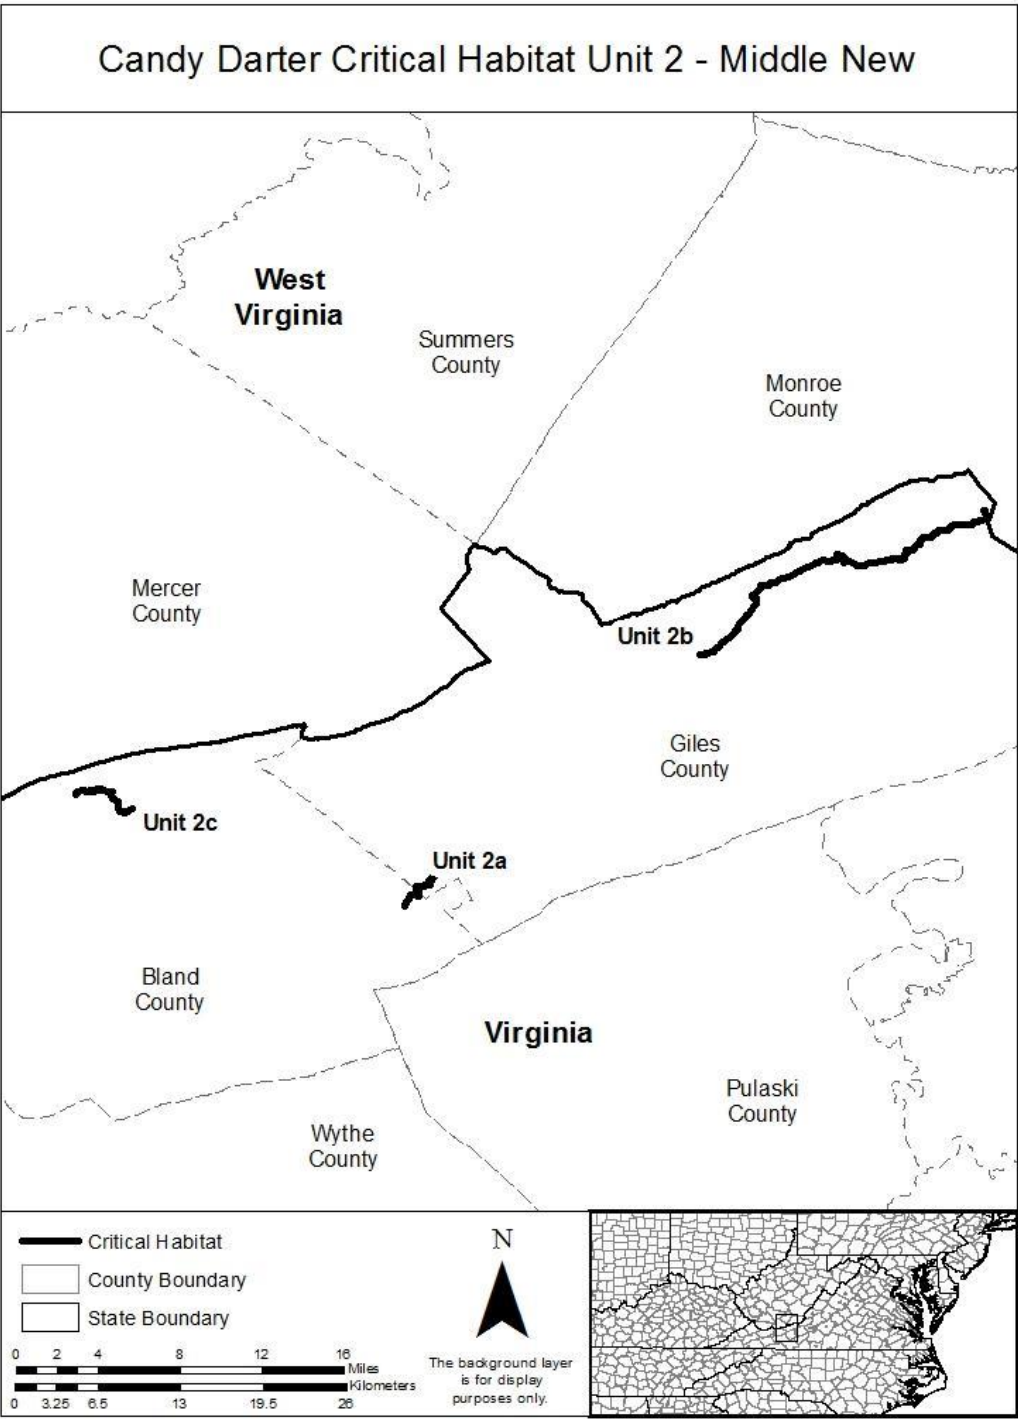 Candy Darter Critical Habitat Unit 2 - Middle New
West
Virginia
Summers
County
Monroe
County
Mercer
County
Unit 2b
Giles
County
Unit 2c
Unit 2a
Bland
County
Virginia
Pulaski
County
Wythe
County
Critical Habitat
County Boundary
State Boundary
0 2 4 8 12 16
Miles
Kilometers
0 3.25 6.5 13 19.5 26
N
The background layer
is for display
purposes only.